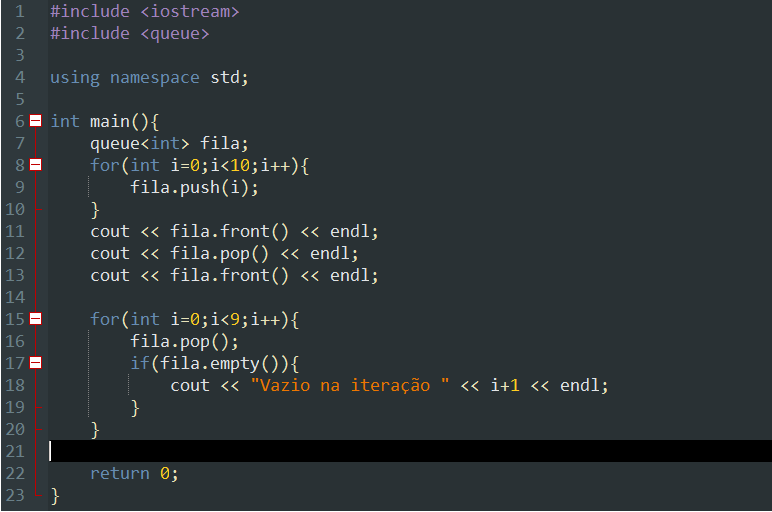 1 #include <iostream>
2 #include <queue>
3
4 using namespace std;
5
6 int main(){
7     queue<int> fila;
8     for(int i=0;i<10;i++){
9         fila.push(i);
10     }
11     cout << fila.front() << endl;
12     cout << fila.pop() << endl;
13     cout << fila.front() << endl;
14
15     for(int i=0;i<9;i++){
16         fila.pop();
17         if(fila.empty()){
18             cout << "Vazio na iteração " << i+1 << endl;
19         }
20     }
21
22     return 0;
23 }